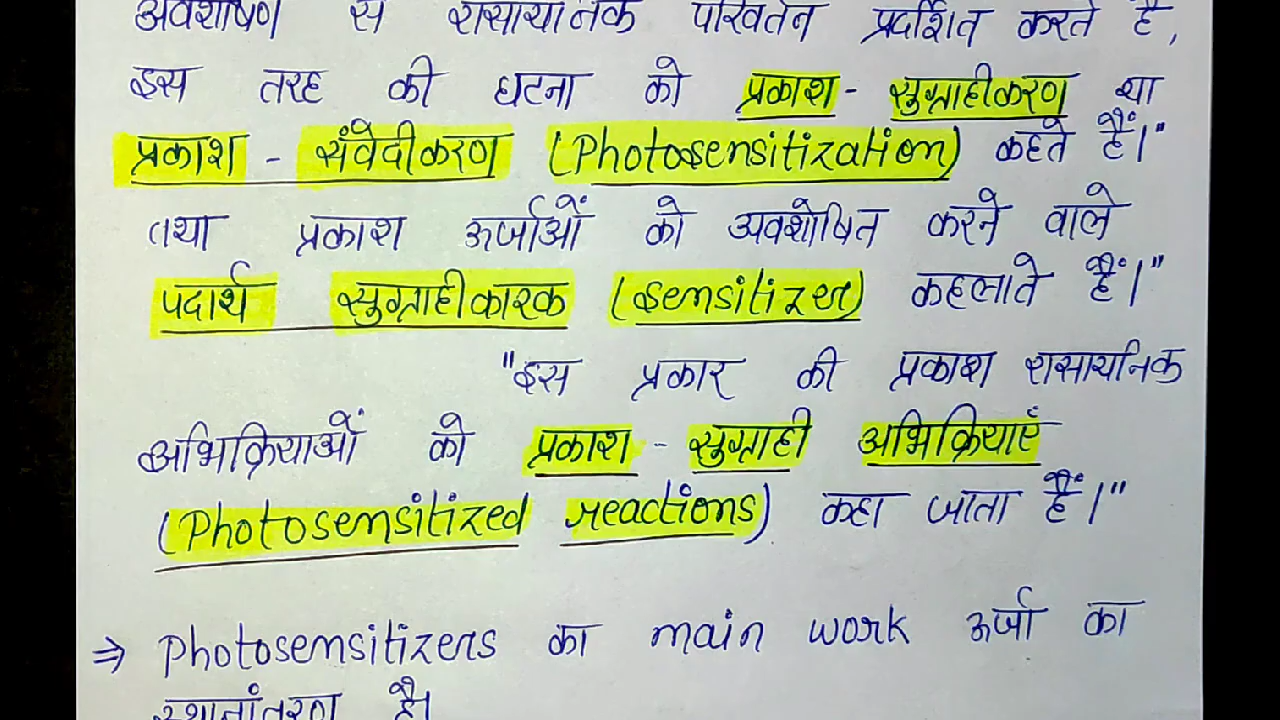 अवशोषण से रासायनिक परिवर्तन प्रदर्शित करते है,
इस तरह की घटना को प्रकाश - सुग्राहीकरण या
प्रकाश - संवेदीकरण (Photosensitization) कहते हैं।"
तथा प्रकाश ऊर्जाओं को अवशोषित करने वाले
पदार्थ सुग्राहीकारक (Sensitizer) कहलाते हैं।"
"इस प्रकार की प्रकाश रासायनिक
अभिक्रियाओं को प्रकाश - सुग्राही अभिक्रियाएँ
(Photosensitized reactions) कहा जाता हैं।"
⇒ Photosensitizers का main work ऊर्जा का
स्थानांतरण है।